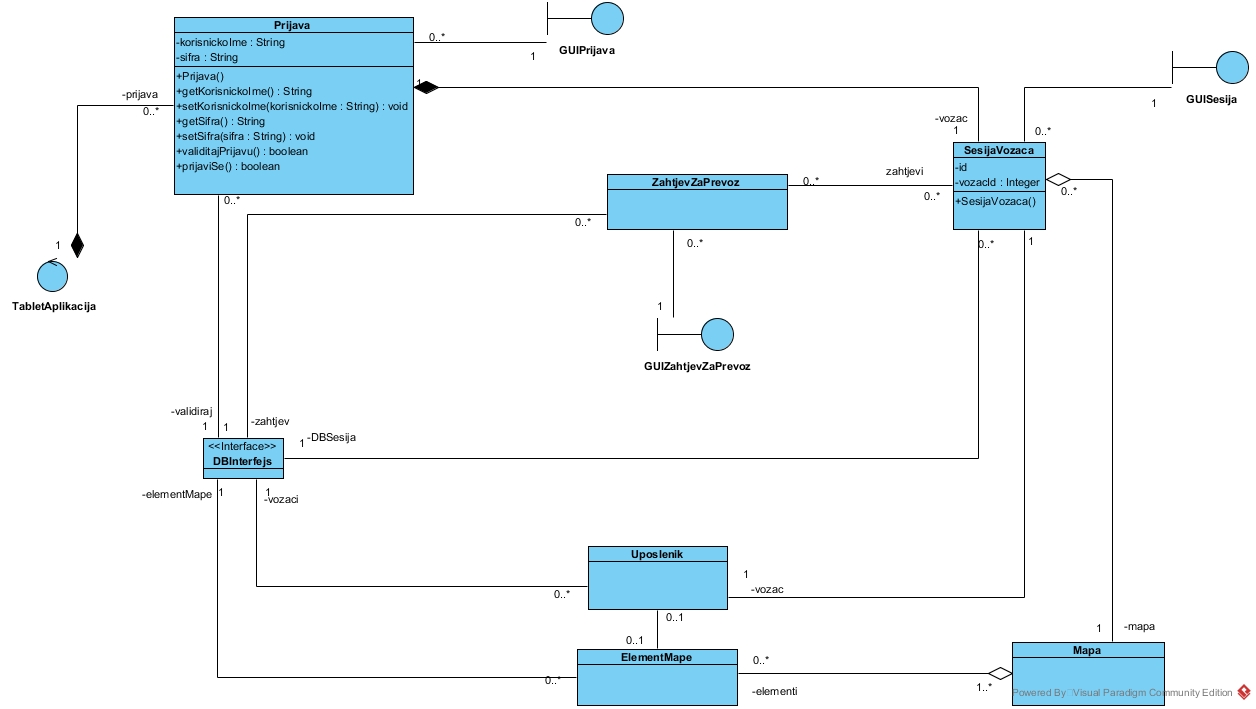 Prijava
-korisnickoIme : String
-sifra : String
+Prijava()
+getKorisnickoIme() : String
+setKorisnickoIme(korisnickoIme : String) : void
+getSifra() : String
+setSifra(sifra : String) : void
+validitajPrijavu() : boolean
+prijaviSe() : boolean
0..*
1
GUIPrijava
GUISesija
1
0..*
-prijava
0..*
1
-vozac
1
SesijaVozaca
-id
-vozacId : Integer
+SesijaVozaca()
zahtjevi
0..*
0..*
ZahtjevZaPrevoz
0..*
0..*
0..*
0..*
0..*
1
1
TabletAplikacija
1
GUIZahtjevZaPrevoz
-validiraj
1
1
-zahtjev
<<Interface>>
DBInterfejs
1
-DBSesija
-elementMape
1
1
-vozaci
Uposlenik
0..*
1
-vozac
0..1
0..1
ElementMape
0..*
0..*
-elementi
1
-mapa
Mapa
1..*
Powered By Visual Paradigm Community Edition